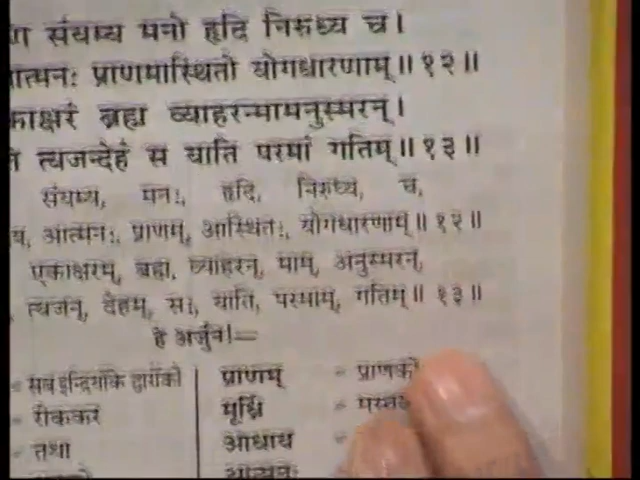 संयम्य मनो हृदि निरुध्य च।
त्मनः प्राणमास्थितो योगधारणाम्॥१२॥
काक्षरं ब्रह्म व्याहरन्मामनुस्मरन्।
त्यजन्देहं स याति परमां गतिम्॥१३॥
संयम्य, मनः, हृदि, निरुध्य, च,
आत्मनः, प्राणम्, आस्थितः, योगधारणाम्॥१२॥
एकाक्षरम्, ब्रह्म, व्याहरन्, माम्, अनुस्मरन्,
त्यजन्, देहम्, सः, याति, परमाम्, गतिम्॥१३॥
हे अर्जुन!—
= सब इन्द्रियोंके द्वारोंको
= रोककर
= तथा
प्राणम् = प्राणको
मूर्ध्नि =
आधाय =
आत्मनः